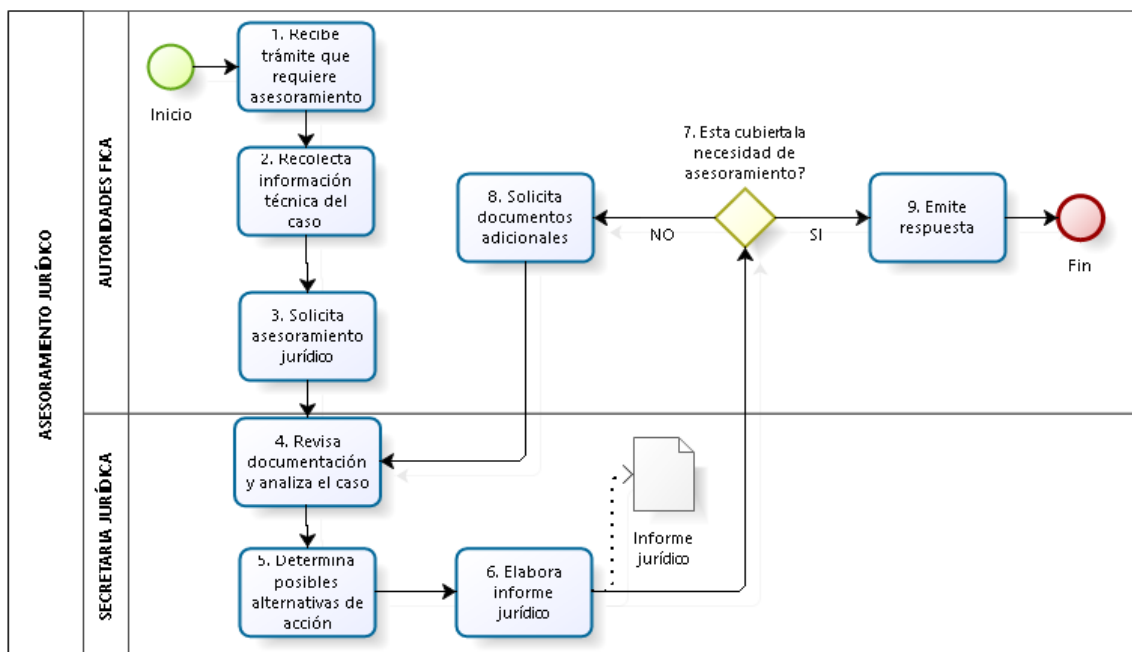 ASESORAMIENTO JURÍDICO
AUTORIDADES FICA
Inicio
1. Recibe
trámite que
requiere
asesoramiento
2. Recolecta
información
técnica del
caso
3. Solicita
asesoramiento
jurídico
8. Solicita
documentos
adicionales
7. Esta cubierta la
necesidad de
asesoramiento?
NO
SI
9. Emite
respuesta
Fin
SECRETARIA JURÍDICA
4. Revisa
documentación
y analiza el caso
5. Determina
posibles
alternativas de
acción
6. Elabora
informe
jurídico
Informe
jurídico